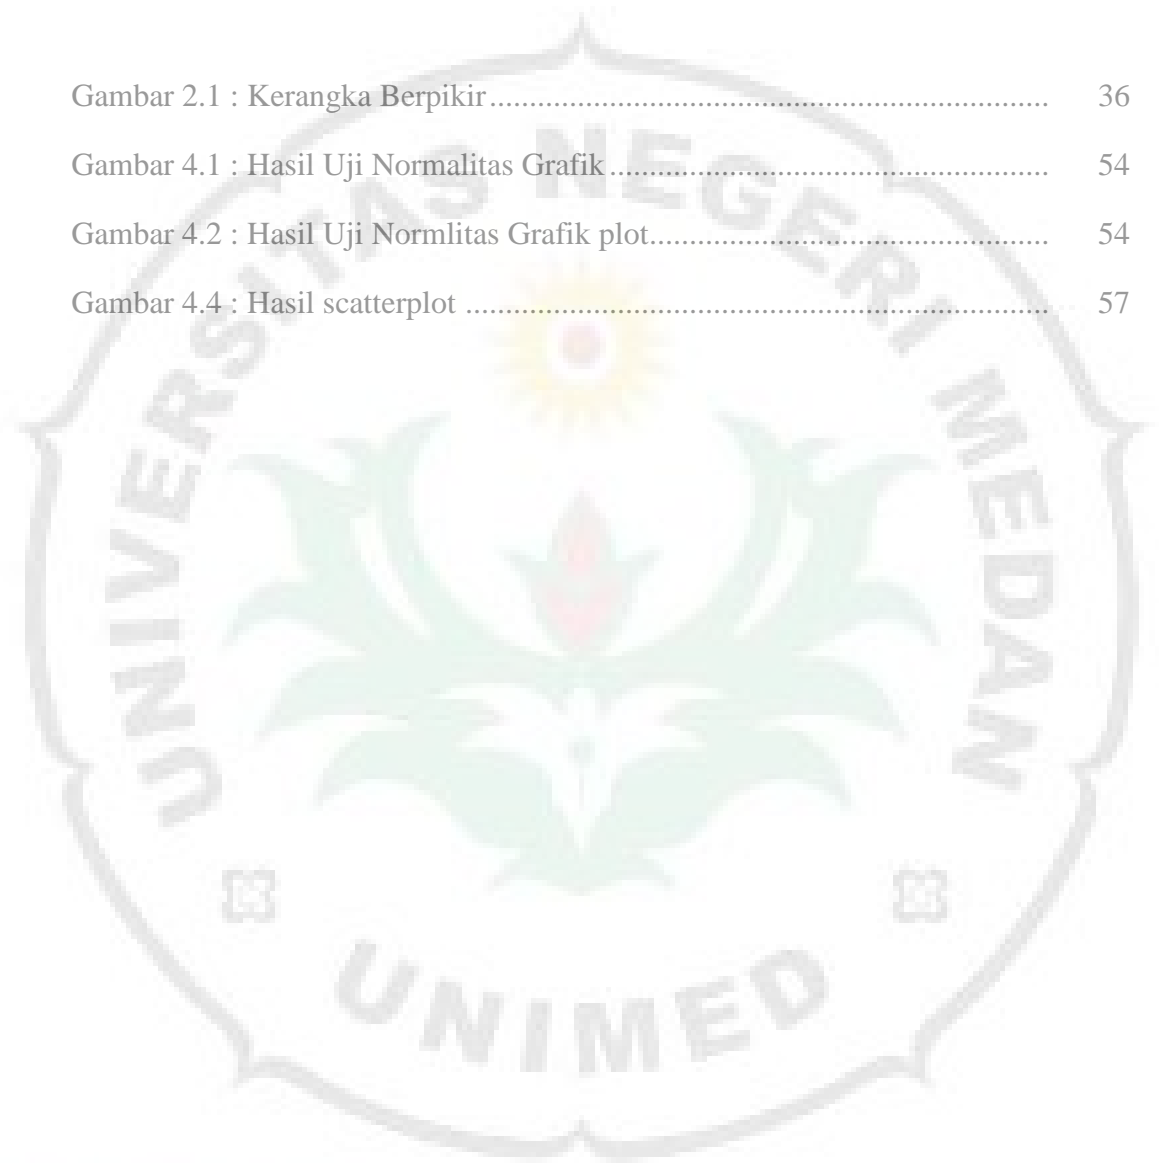 Gambar 2.1 : Kerangka Berpikir.................................................................... 36
Gambar 4.1 : Hasil Uji Normalitas Grafik ..................................................... 54
Gambar 4.2 : Hasil Uji Normlitas Grafik plot................................................ 54
Gambar 4.4 : Hasil scatterplot ....................................................................... 57
UNIVERSITAS NEGERI MEDAN
UNIMED